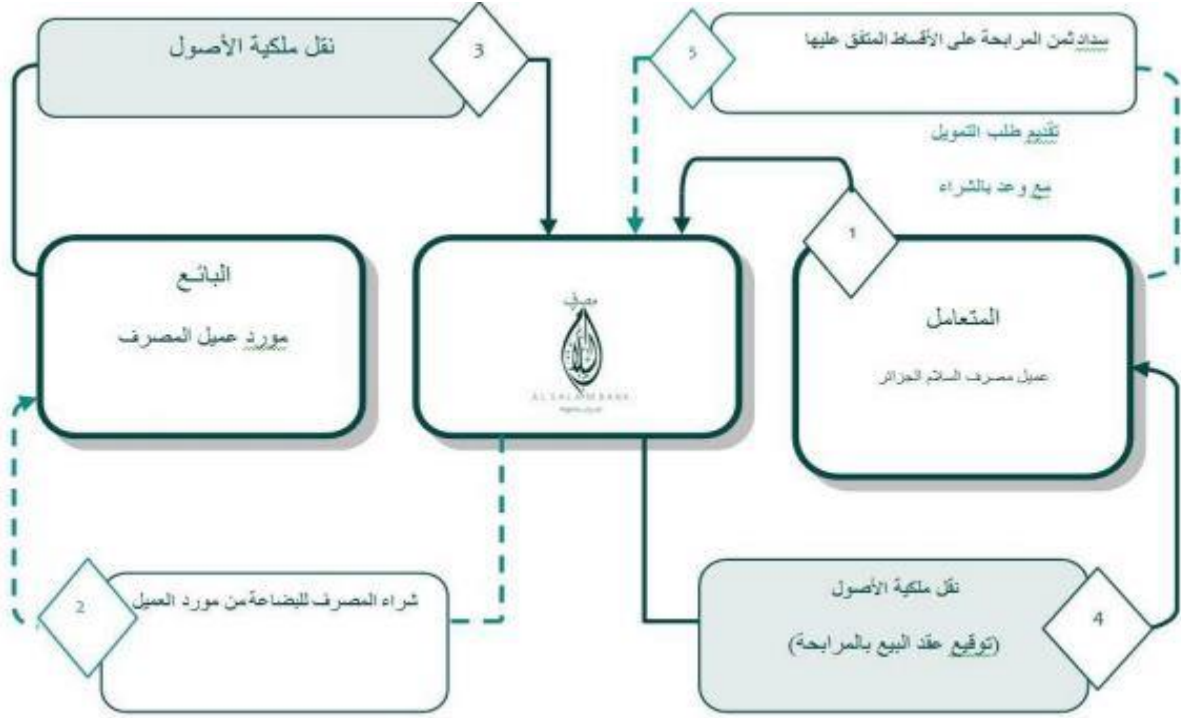 سداد ثمن المرابحة على الأقساط المتفق عليها
5
3
نقل ملكية الأصول
تقديم طلب التمويل
مع وعد بالشراء
1
المتعامل
عميل مصرف السلام الجزائر
مصرف
السلام
ALSALAM BANK
البائع
مورد عميل المصرف
نقل ملكية الأصول
(توقيع عقد البيع بالمرابحة)
4
شراء المصرف للبضاعة من مورد العميل
2